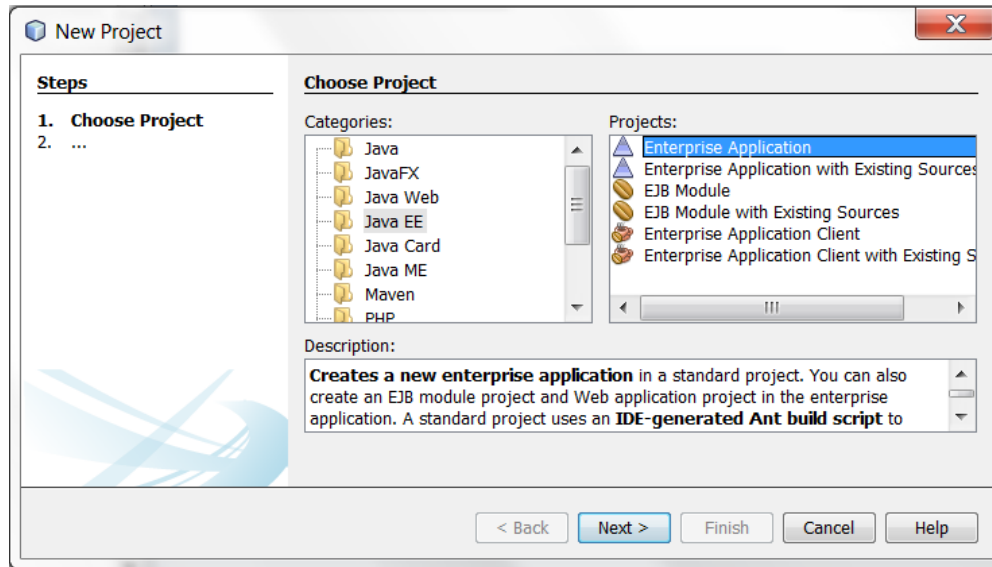 New Project
Steps
1. Choose Project
2. ...
Choose Project
Categories:
Java
JavaFX
Java Web
Java EE
Java Card
Java ME
Maven
PHP
Projects:
Enterprise Application
Enterprise Application with Existing Sources
EJB Module
EJB Module with Existing Sources
Enterprise Application Client
Enterprise Application Client with Existing S
Description:
Creates a new enterprise application in a standard project. You can also
create an EJB module project and Web application project in the enterprise
application. A standard project uses an IDE-generated Ant build script to
< Back
Next >
Finish
Cancel
Help